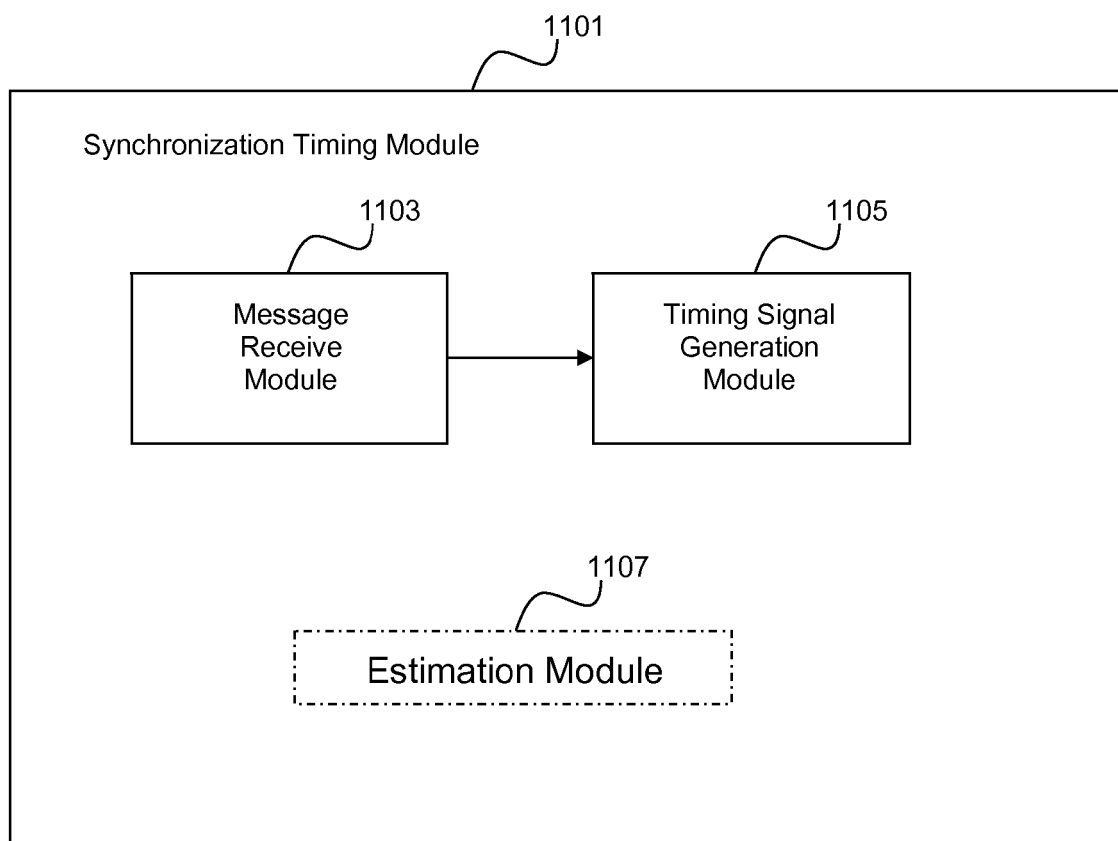 1101
Synchronization Timing Module
1103
1105
Message
Receive
Module
Timing Signal
Generation
Module
1107
Estimation Module